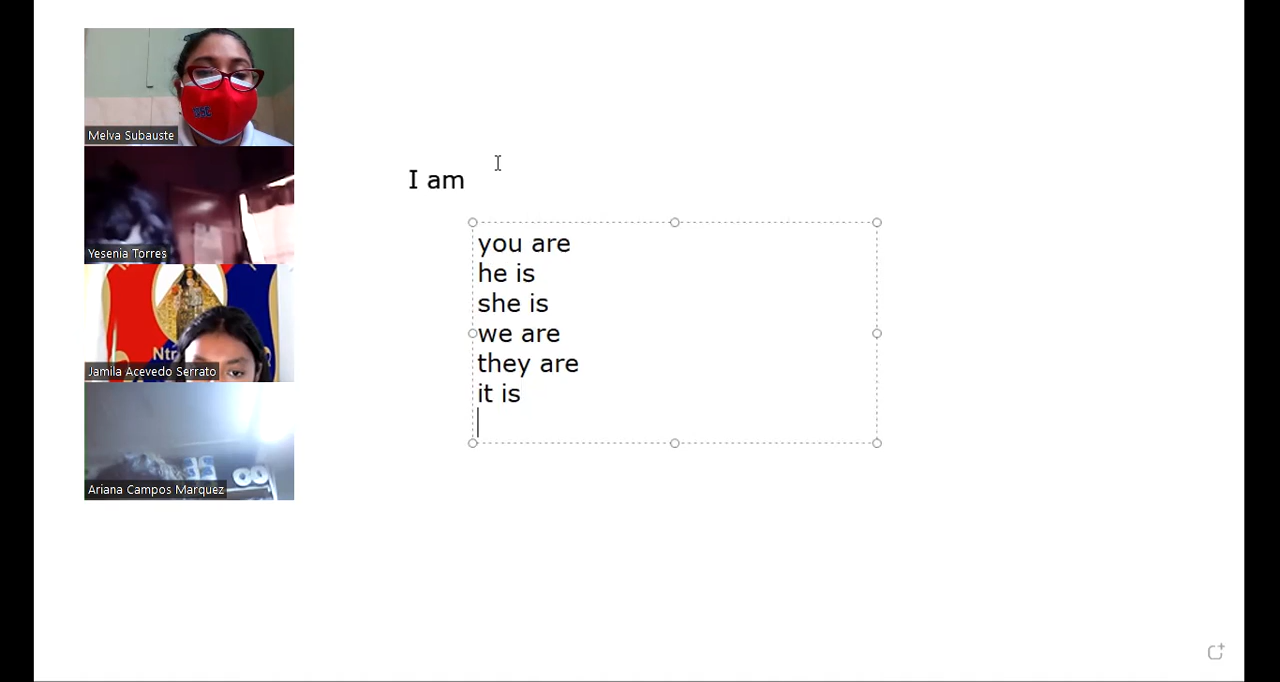 Melva Subauste
Yesenia Torres
Ntr
Jamila Acevedo Serrato
Ariana Campos Marquez
I am
you are
he is
she is
we are
they are
it is